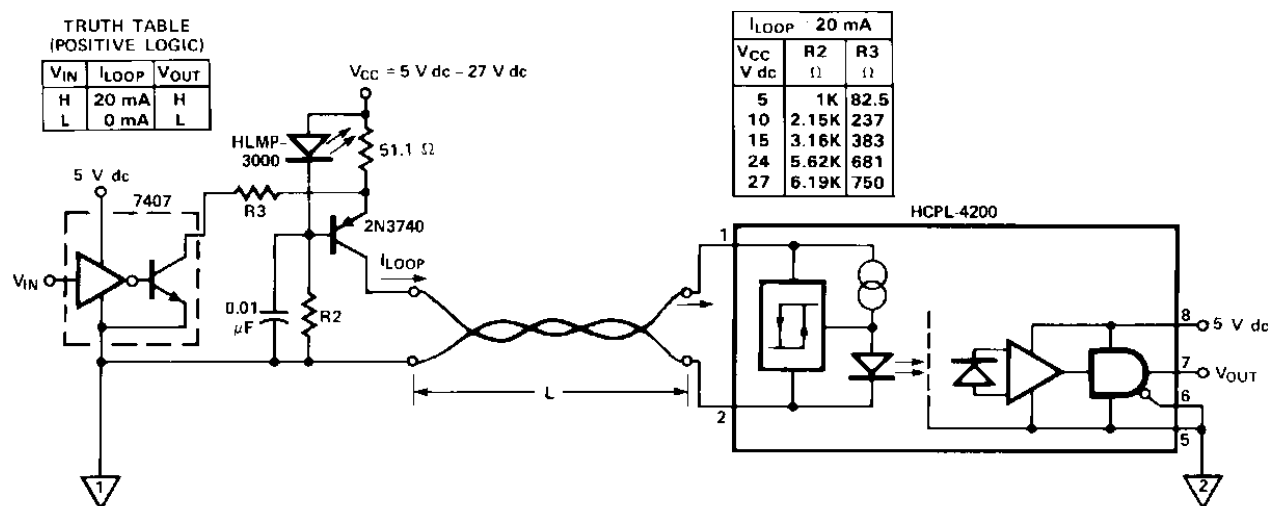 TRUTH TABLE
(POSITIVE LOGIC)
VIN ILOOP VOUT
H 20 mA H
L 0 mA L
ILOOP 20 mA
VCC V dc R2 Ω R3 Ω
5 1K 82.5
10 2.15K 237
15 3.16K 383
24 5.62K 681
27 6.19K 750
VCC = 5 V dc – 27 V dc
HLMP-
3000
51.1 Ω
5 V dc
7407
R3
2N3740
HCPL-4200
VIN
ILOOP
0.01
µF
R2
L
1
2
8
5 V dc
7
VOUT
6
5
1
2